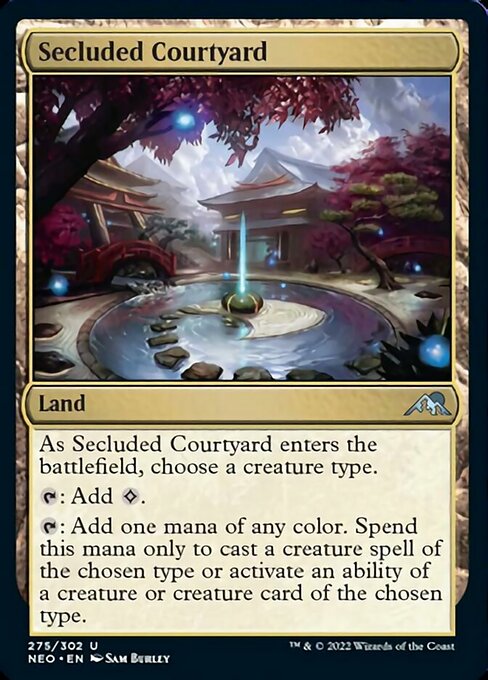 Secluded Courtyard
Land
As Secluded Courtyard enters the
battlefield, choose a creature type.
: Add .
: Add one mana of any color. Spend
this mana only to cast a creature spell of
the chosen type or activate an ability of
a creature or creature card of the chosen
type.
275/302 U
NEO • EN Sam Burley
™ & © 2022 Wizards of the Coast